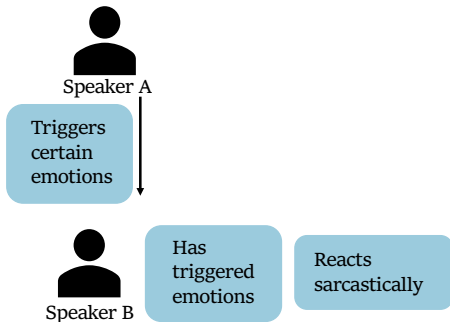 Speaker A
Triggers
certain
emotions
Has
triggered
emotions
Reacts
sarcastically
Speaker B